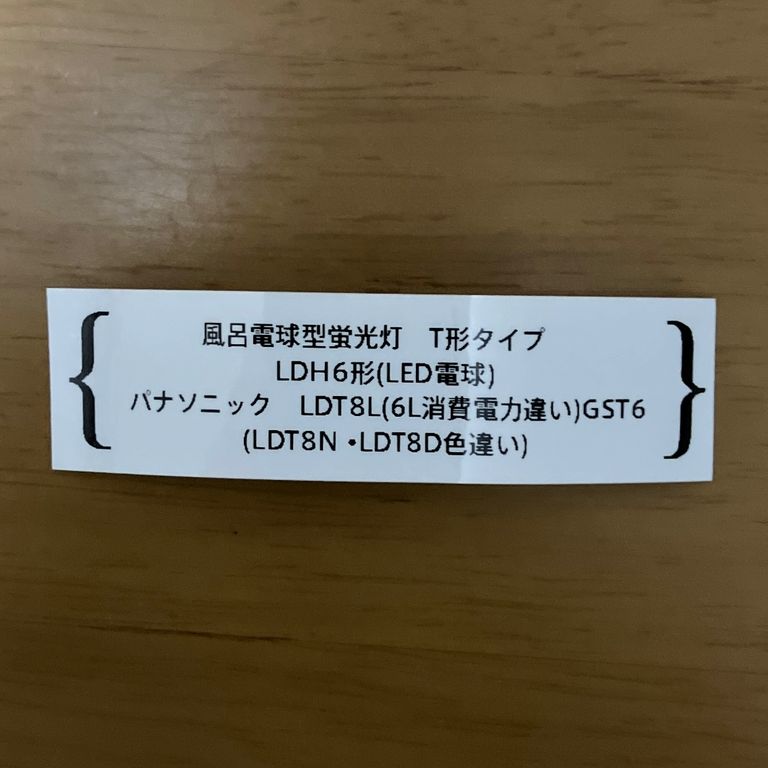 風呂電球型蛍光灯　T形タイプ
LDH6形(LED電球)
パナソニック　LDT8L(6L消費電力違い)GST6
(LDT8N・LDT8D色違い)